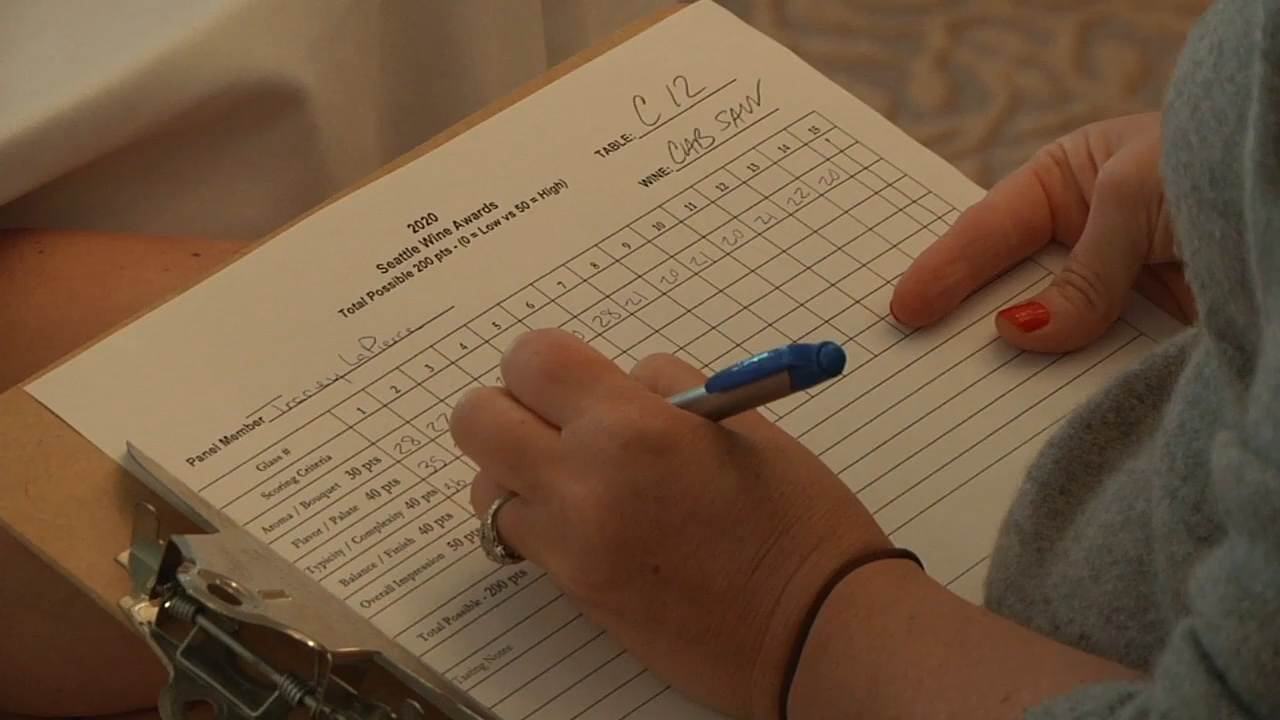 2020
Seattle Wine Awards
Total Possible 200 pts - (0 = Low vs 50 = High)
TABLE: C 12
WINE: CAB SAUV
Panel Member LaPierre
Glass # 1 2 3 4 5 6 7 8 9 10 11 12 13 14 15
Scoring Criteria
Aroma / Bouquet 30 pts 28 27 28 21 20 21 20 21 22 20
Flavor / Palate 40 pts 35
Typicity / Complexity 40 pts 36
Balance / Finish 40 pts
Overall Impression 50 pts
Total Possible - 200 pts
Tasting Notes